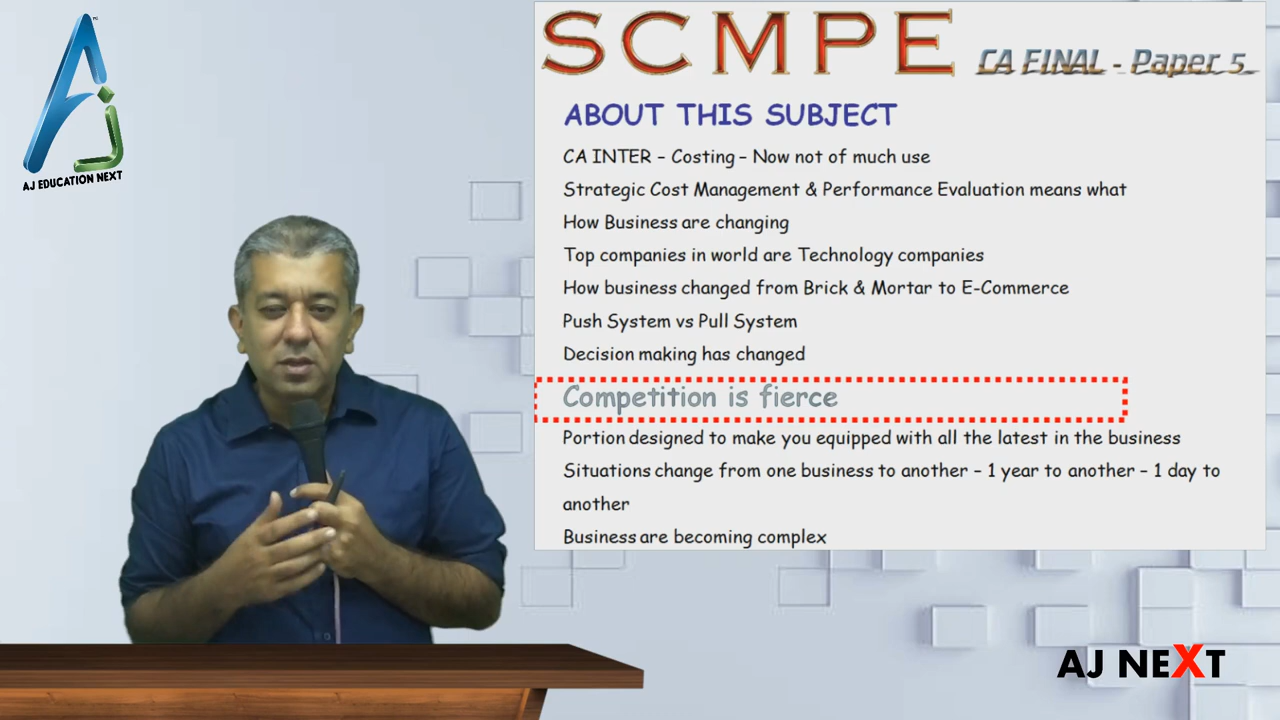 AJ
AJ EDUCATION NEXT
SCMPE
CA FINAL - Paper 5
ABOUT THIS SUBJECT
CA INTER – Costing – Now not of much use
Strategic Cost Management & Performance Evaluation means what
How Business are changing
Top companies in world are Technology companies
How business changed from Brick & Mortar to E-Commerce
Push System vs Pull System
Decision making has changed
Competition is fierce
Portion designed to make you equipped with all the latest in the business
Situations change from one business to another – 1 year to another – 1 day to
another
Business are becoming complex
AJ NEXT